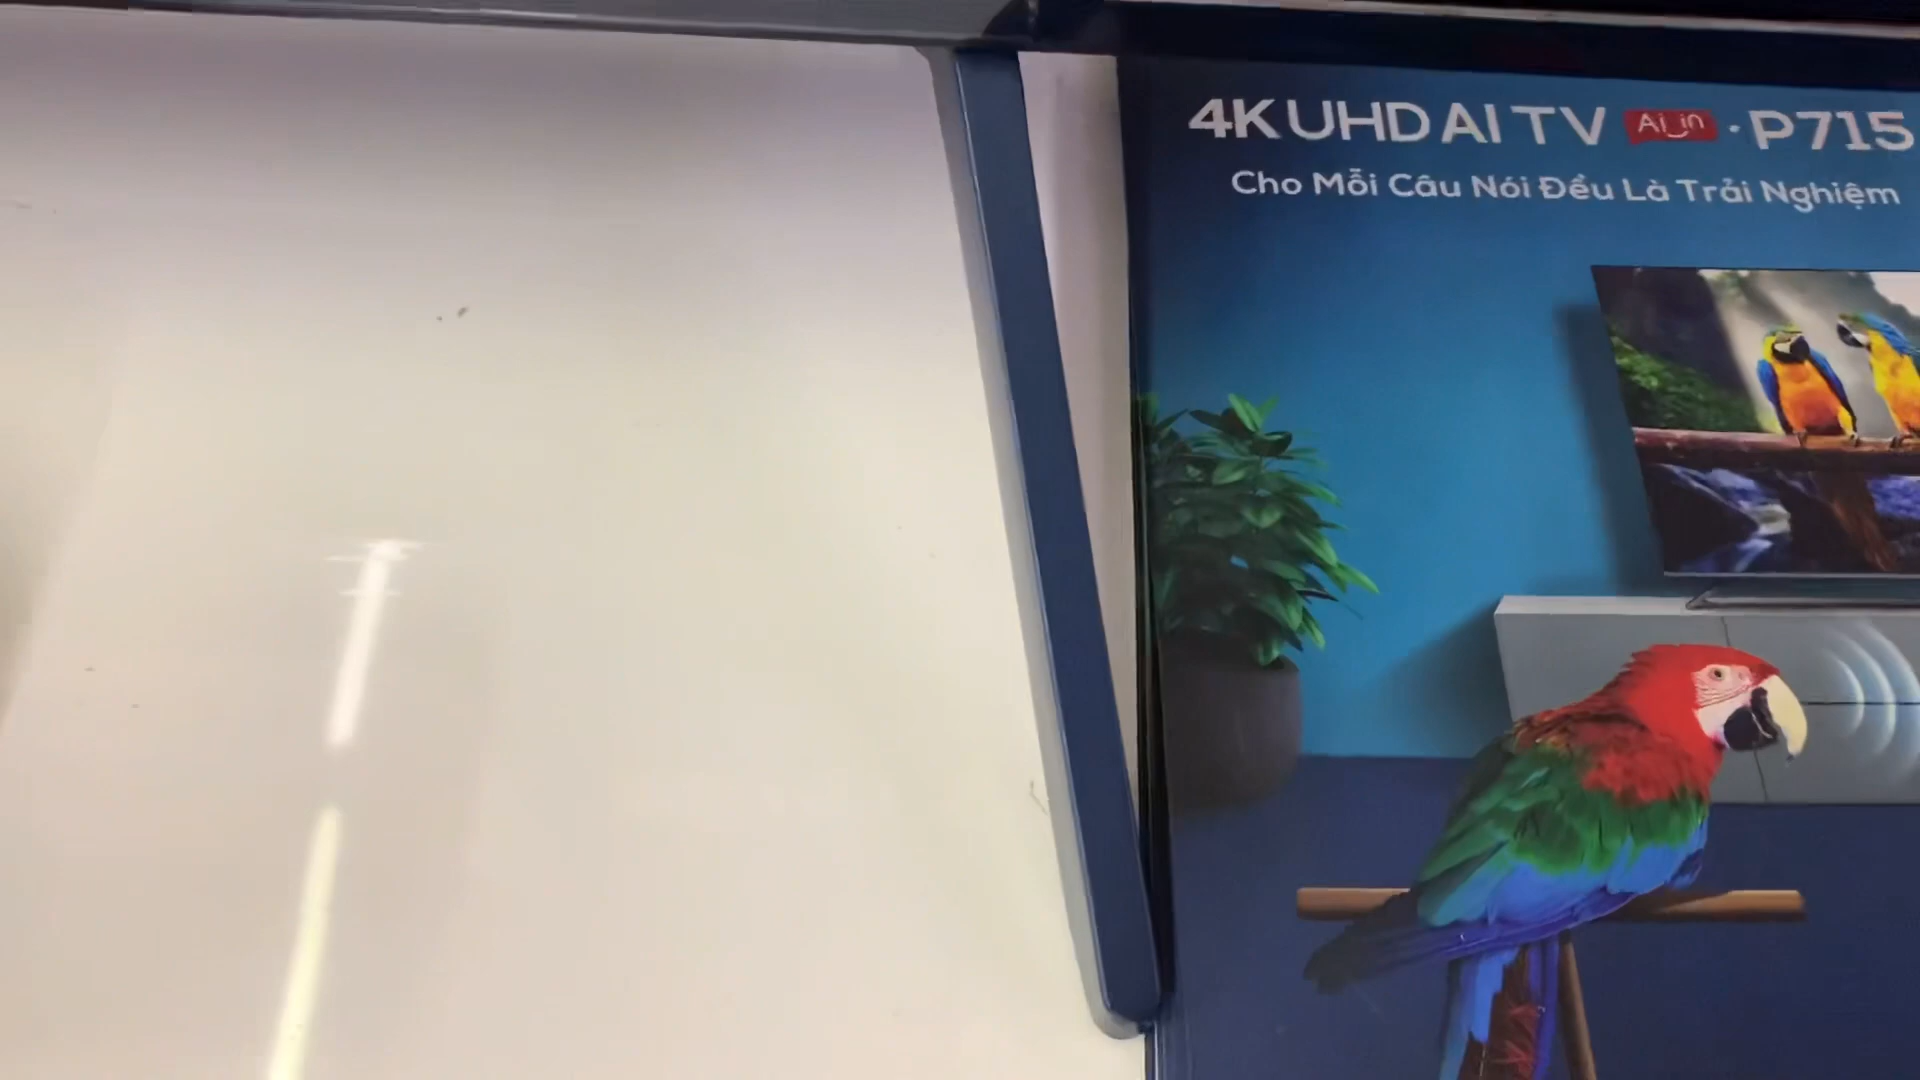 4K UHD AI TV Ai_in · P715
Cho Mỗi Câu Nói Đều Là Trải Nghiệm